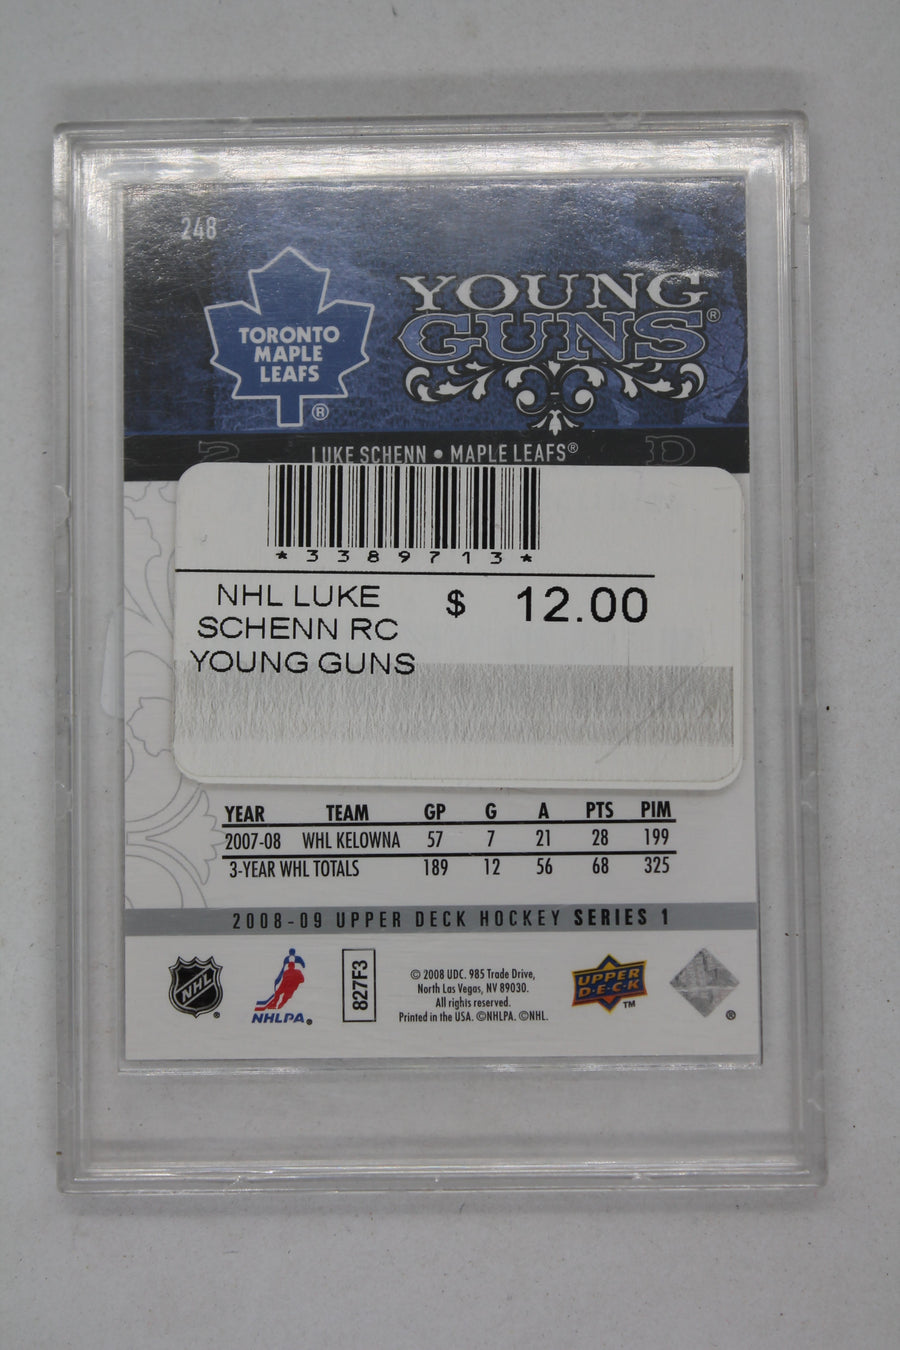 248
TORONTO
MAPLE
LEAFS
®
YOUNG
GUNS®
LUKE SCHENN • MAPLE LEAFS®
D
*3389713*
NHL LUKE
SCHENN RC
YOUNG GUNS
$ 12.00
YEAR TEAM GP G A PTS PIM
2007-08 WHL KELOWNA 57 7 21 28 199
3-YEAR WHL TOTALS 189 12 56 68 325
2008-09 UPPER DECK HOCKEY SERIES 1
NHL ®
NHLPA®
827F3
© 2008 UDC. 985 Trade Drive,
North Las Vegas, NV 89030.
All rights reserved.
Printed in the USA. ©NHLPA. ©NHL.
UPPER
D·E·C·K
TM
®